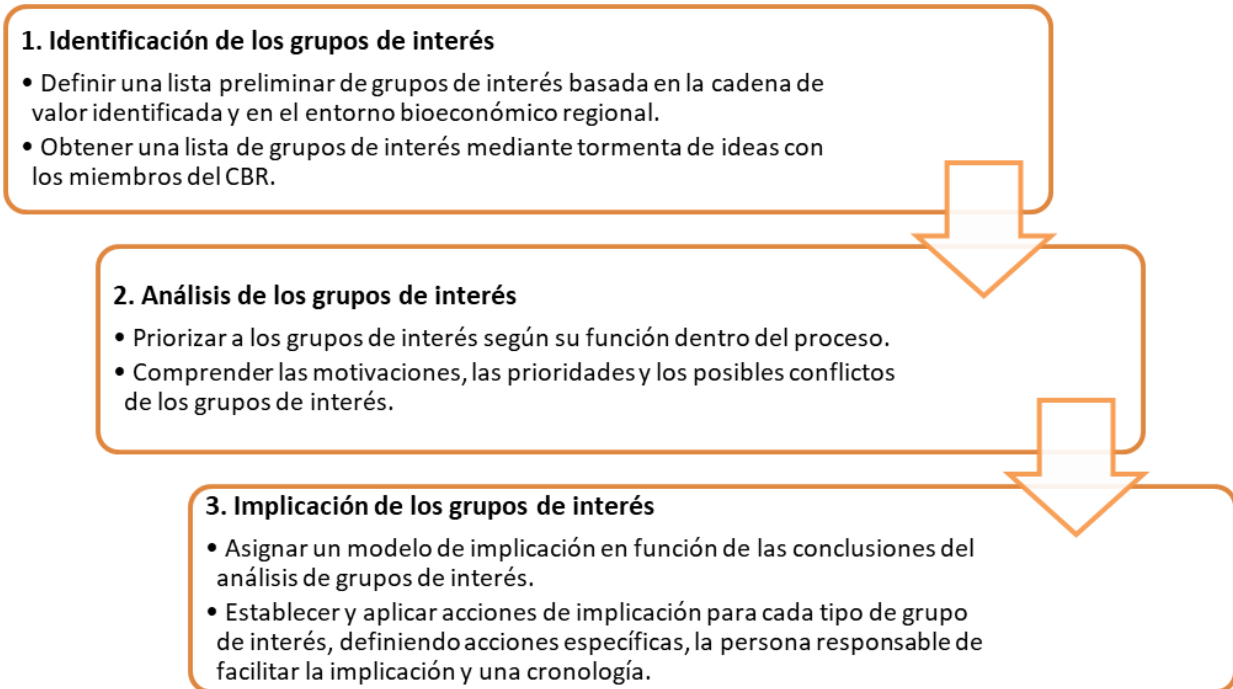 1. Identificación de los grupos de interés
• Definir una lista preliminar de grupos de interés basada en la cadena de
valor identificada y en el entorno bioeconómico regional.
• Obtener una lista de grupos de interés mediante tormenta de ideas con
los miembros del CBR.
2. Análisis de los grupos de interés
• Priorizar a los grupos de interés según su función dentro del proceso.
• Comprender las motivaciones, las prioridades y los posibles conflictos
de los grupos de interés.
3. Implicación de los grupos de interés
• Asignar un modelo de implicación en función de las conclusiones del
análisis de grupos de interés.
• Establecer y aplicar acciones de implicación para cada tipo de grupo
de interés, definiendo acciones específicas, la persona responsable de
facilitar la implicación y una cronología.